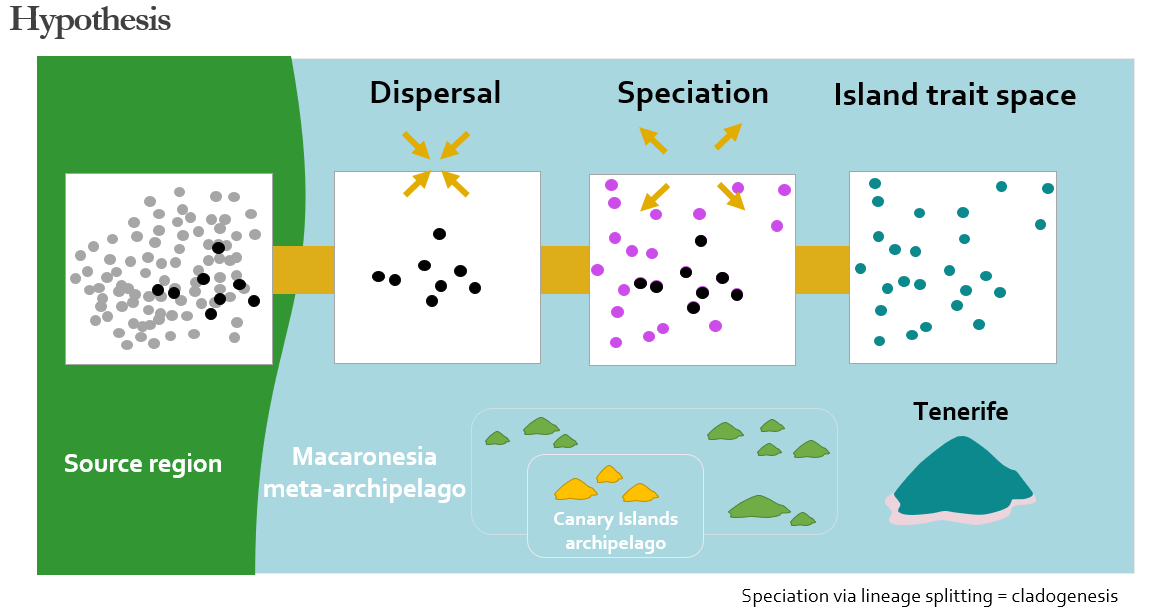 Hypothesis
Dispersal
Speciation
Island trait space
Source region
Macaronesia
meta-archipelago
Canary Islands
archipelago
Tenerife
Speciation via lineage splitting = cladogenesis